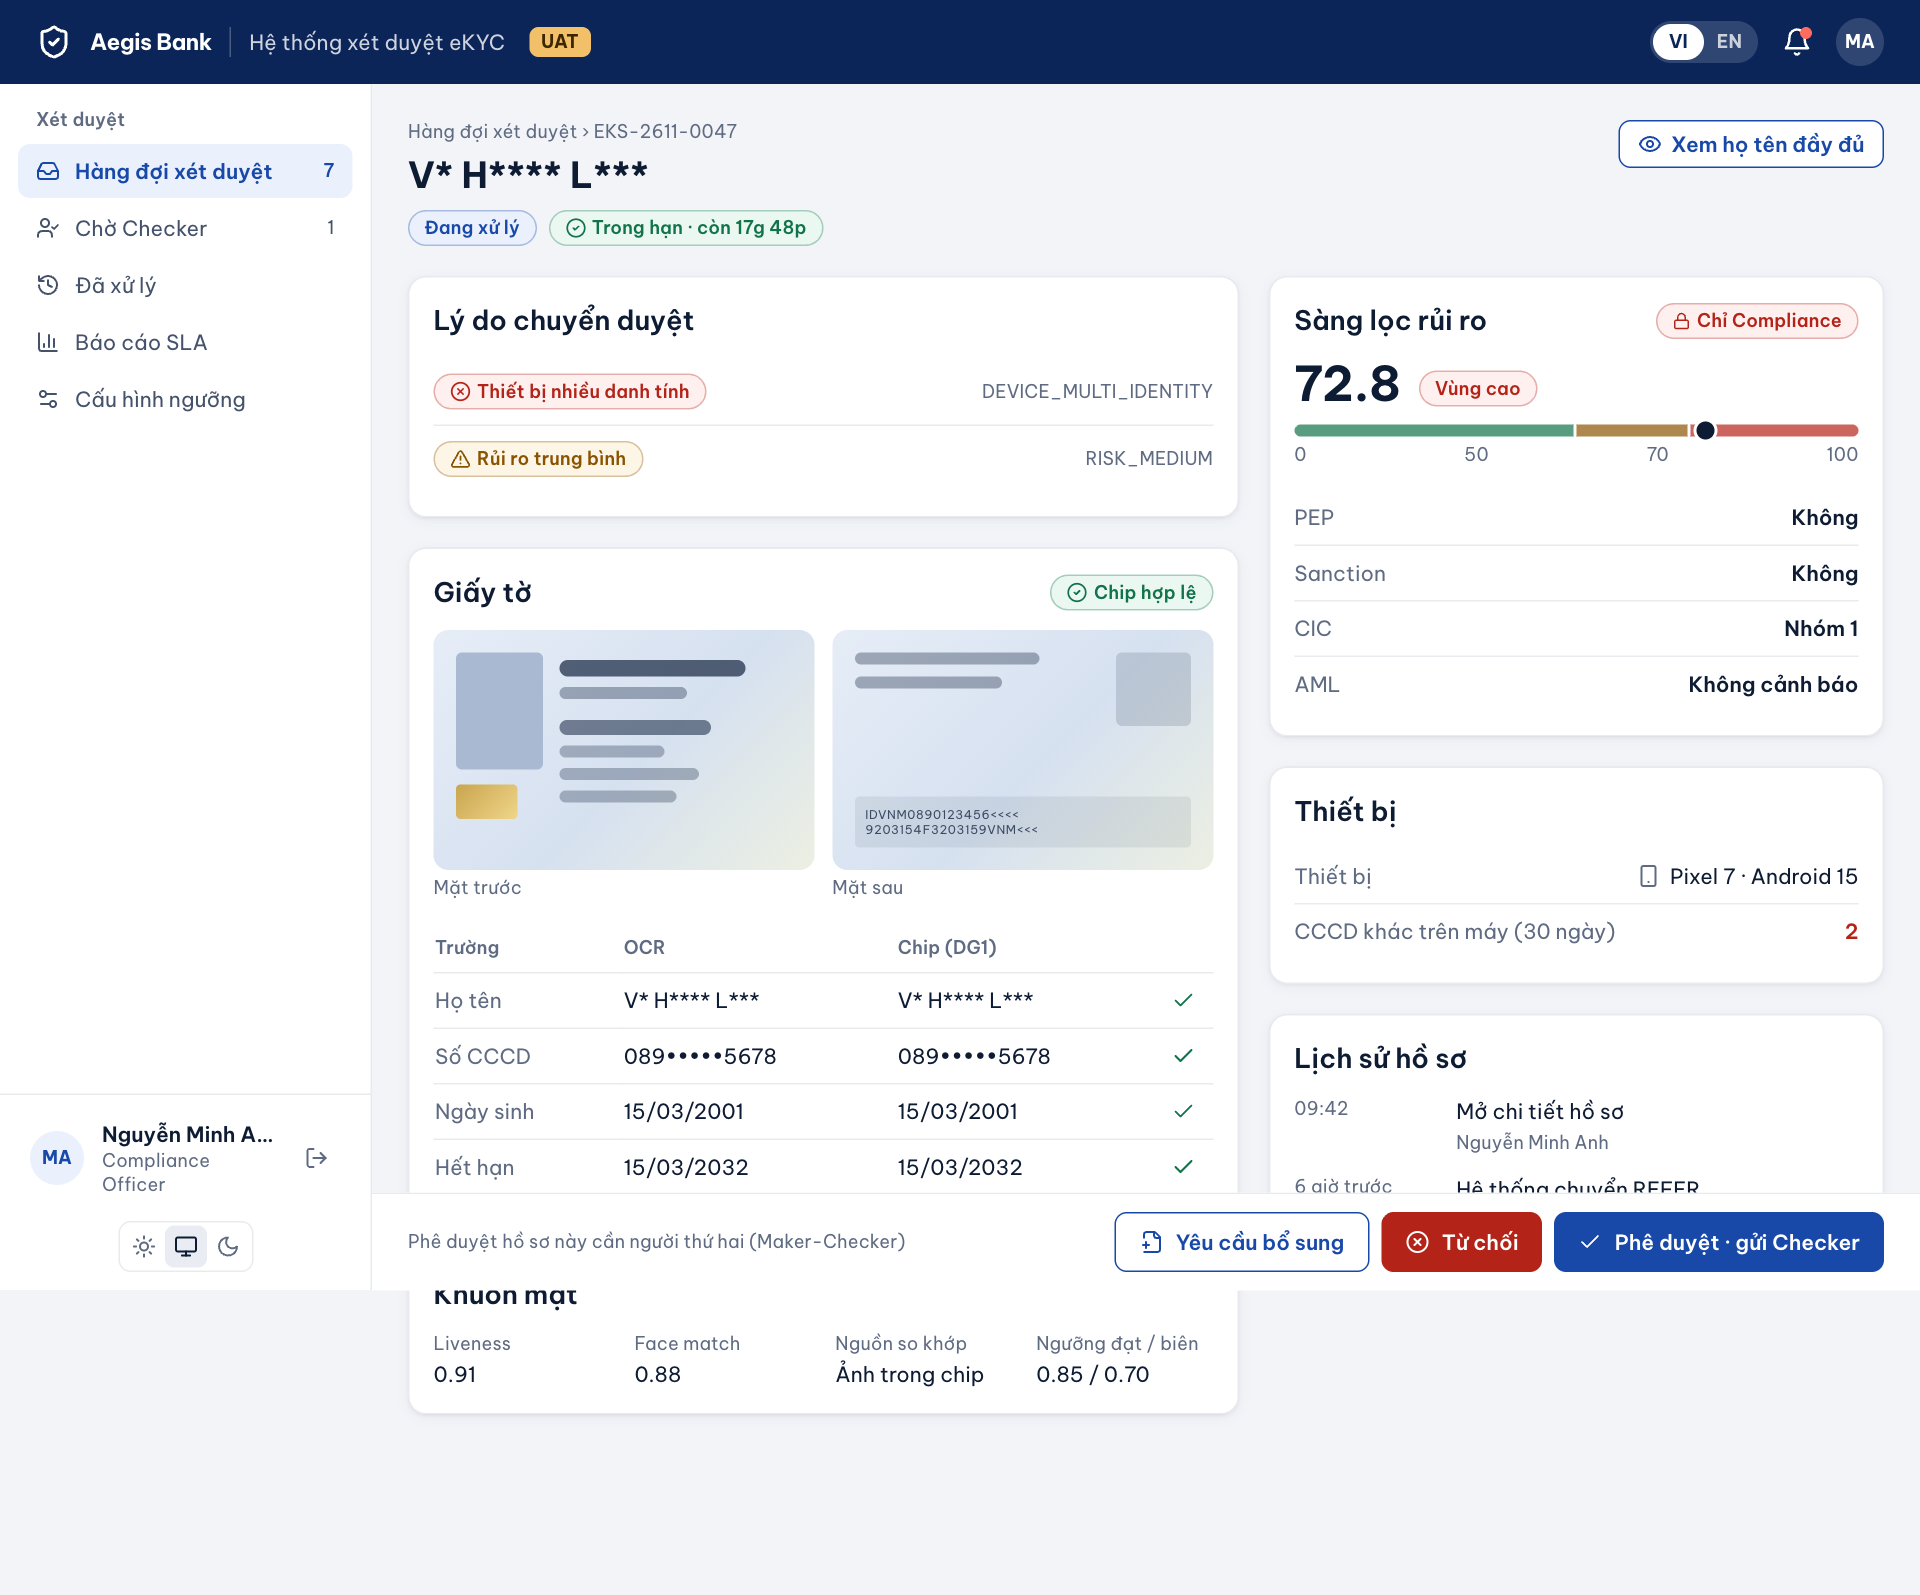 Aegis Bank
Hệ thống xét duyệt eKYC
UAT
VI
EN
MA
Xét duyệt
Hàng đợi xét duyệt
7
Chờ Checker
1
Đã xử lý
Báo cáo SLA
Cấu hình ngưỡng
MA
Nguyễn Minh A...
Compliance
Officer
Hàng đợi xét duyệt › EKS-2611-0047
V* H**** L***
Đang xử lý
Trong hạn · còn 17g 48p
Xem họ tên đầy đủ
Lý do chuyển duyệt
Thiết bị nhiều danh tính
DEVICE_MULTI_IDENTITY
Rủi ro trung bình
RISK_MEDIUM
Giấy tờ
Chip hợp lệ
IDVNM0890123456<<<<
9203154F3203159VNM<<<
Mặt trước
Mặt sau
Trường
OCR
Chip (DG1)
Họ tên
V* H**** L***
V* H**** L***
Số CCCD
089•••••5678
089•••••5678
Ngày sinh
15/03/2001
15/03/2001
Hết hạn
15/03/2032
15/03/2032
Sàng lọc rủi ro
Chỉ Compliance
72.8
Vùng cao
0
50
70
100
PEP
Không
Sanction
Không
CIC
Nhóm 1
AML
Không cảnh báo
Thiết bị
Thiết bị
Pixel 7 · Android 15
CCCD khác trên máy (30 ngày)
2
Lịch sử hồ sơ
09:42
Mở chi tiết hồ sơ
Nguyễn Minh Anh
6 giờ trước
Hệ thống chuyển REFER
Phê duyệt hồ sơ này cần người thứ hai (Maker-Checker)
Yêu cầu bổ sung
Từ chối
Phê duyệt · gửi Checker
Khuôn mặt
Liveness
0.91
Face match
0.88
Nguồn so khớp
Ảnh trong chip
Ngưỡng đạt / biên
0.85 / 0.70